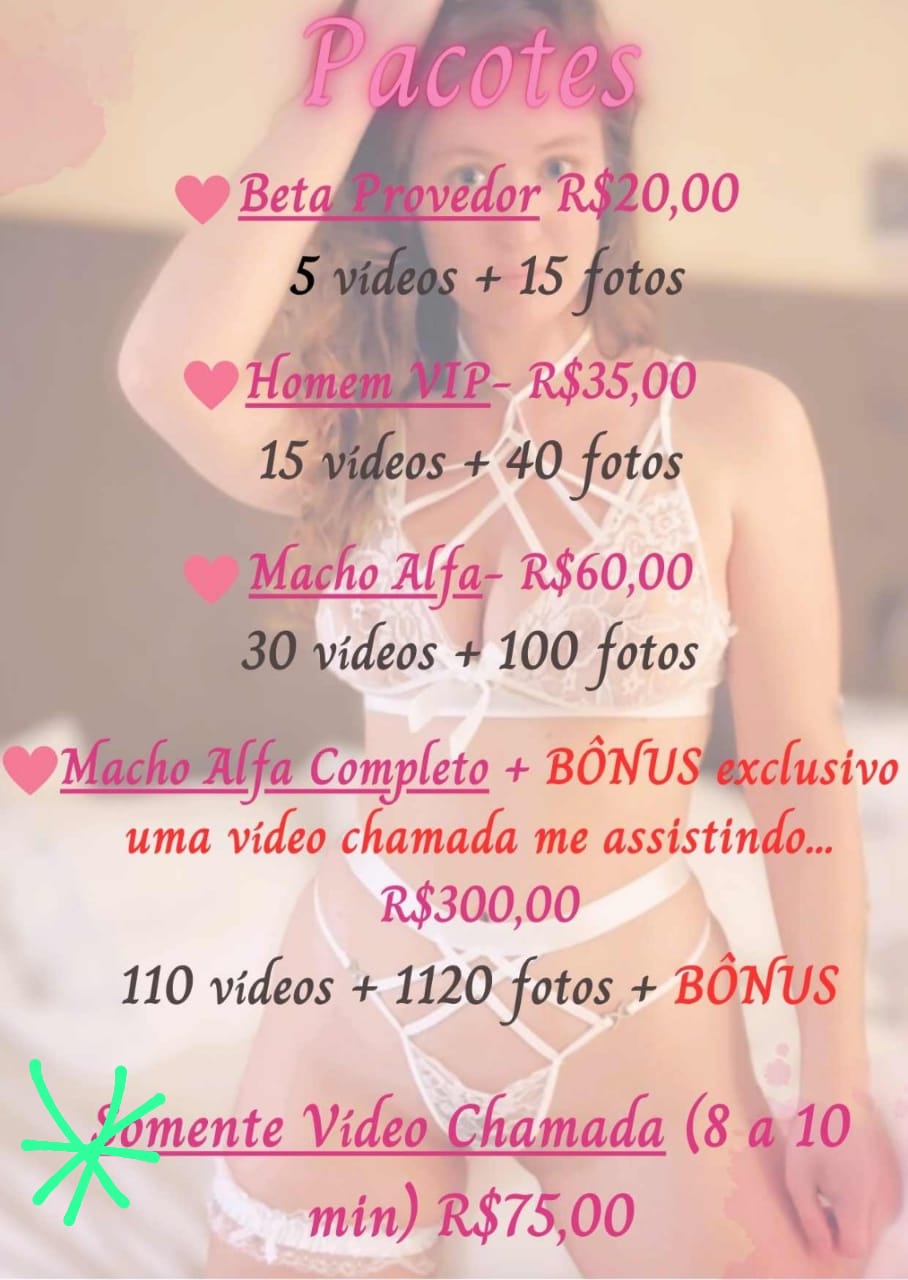 Pacotes
Beta Provedor R$20,00
5 vídeos + 15 fotos
Homem VIP- R$35,00
15 vídeos + 40 fotos
Macho Alfa- R$60,00
30 vídeos + 100 fotos
Macho Alfa Completo + BÔNUS exclusivo
uma vídeo chamada me assistindo...
R$300,00
110 vídeos + 1120 fotos + BÔNUS
Somente Vídeo Chamada (8 a 10
min) R$75,00